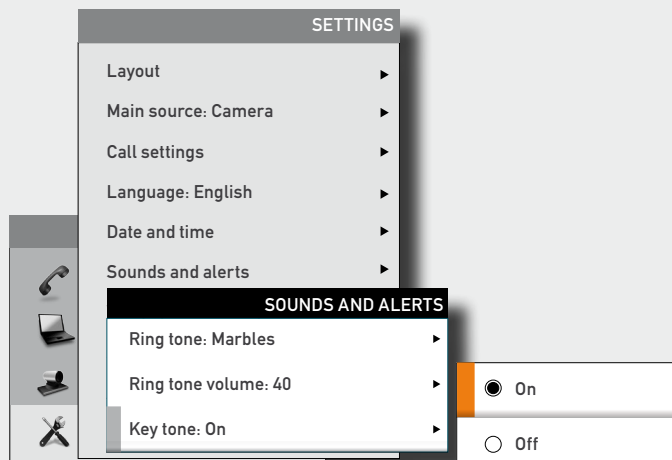 SETTINGS
Layout
Main source: Camera
Call settings
Language: English
Date and time
Sounds and alerts
SOUNDS AND ALERTS
Ring tone: Marbles
Ring tone volume: 40
Key tone: On
On
Off